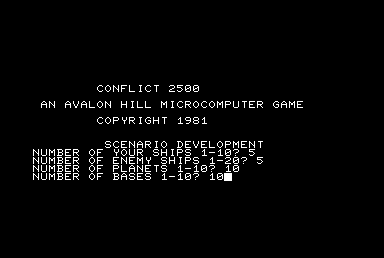 CONFLICT 2500
AN AVALON HILL MICROCOMPUTER GAME
COPYRIGHT 1981
SCENARIO DEVELOPMENT
NUMBER OF YOUR SHIPS 1-10? 5
NUMBER OF ENEMY SHIPS 1-20? 5
NUMBER OF PLANETS 1-10? 10
NUMBER OF BASES 1-10? 10